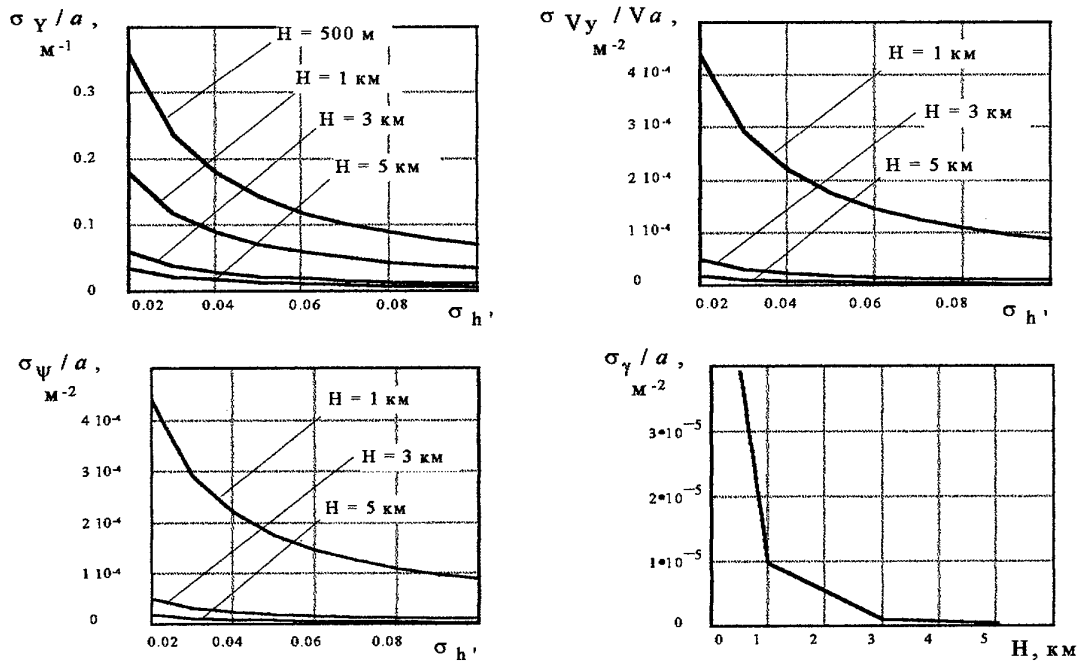 σ Y / a ,
м-1
H = 500 м
H = 1 км
H = 3 км
H = 5 км
0.3
0.2
0.1
0
0.02 0.04 0.06 0.08
σ h ,
σ Vy / Va ,
м-2
H = 1 км
H = 3 км
H = 5 км
4 10-4
3 10-4
2 10-4
1 10-4
0
0.02 0.04 0.06 0.08
σ h ,
σ ψ / a ,
м-2
H = 1 км
H = 3 км
H = 5 км
4 10-4
3 10-4
2 10-4
1 10-4
0
0.02 0.04 0.06 0.08
σ h ,
σγ / a ,
м-2
3•10−5
2•10−5
1•10−5
0
0 1 2 3 4 5
H, км